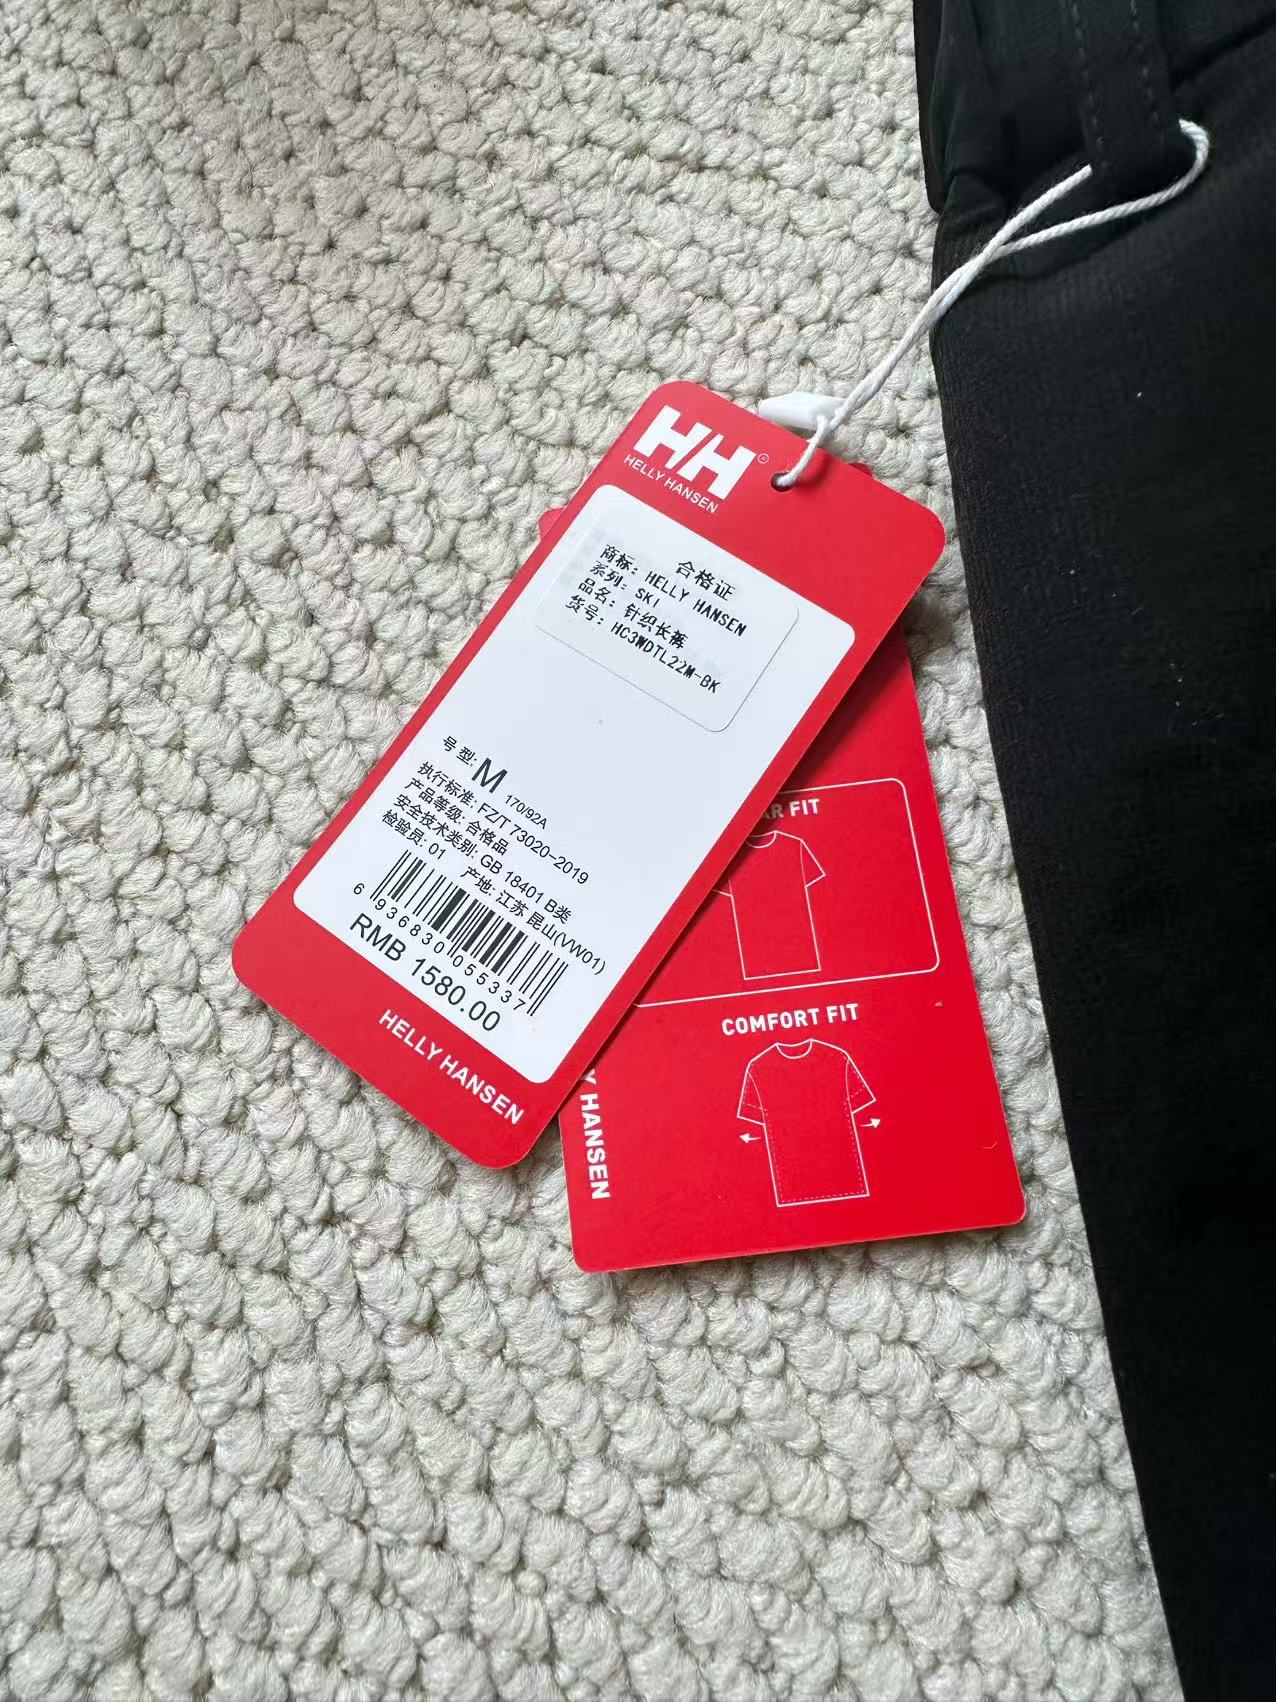 HH®
HELLY HANSEN
合格证
商标: HELLY HANSEN
系列: SKI
品名: 针织长裤
货号: HC3WDTL22M-BK
号型: M 170/92A
执行标准: FZ/T 73020-2019
产品等级: 合格品
安全技术类别: GB 18401 B类
检验员: 01 产地: 江苏 昆山(VW01)
6 936830 055337
RMB 1580.00
HELLY HANSEN
AR FIT
COMFORT FIT
Y HANSEN